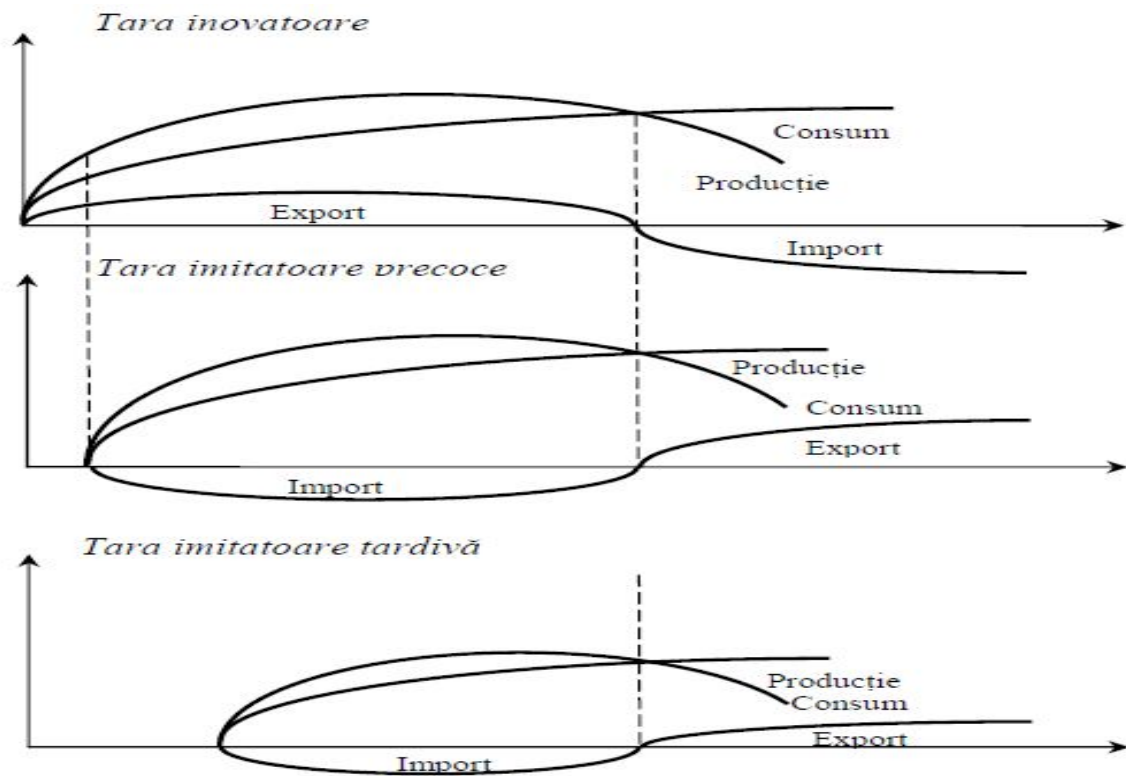 Tara inovatoare
Consum
Producție
Export
Import
Tara imitatoare precoce
Producție
Consum
Export
Import
Tara imitatoare tardivă
Producție
Consum
Export
Import